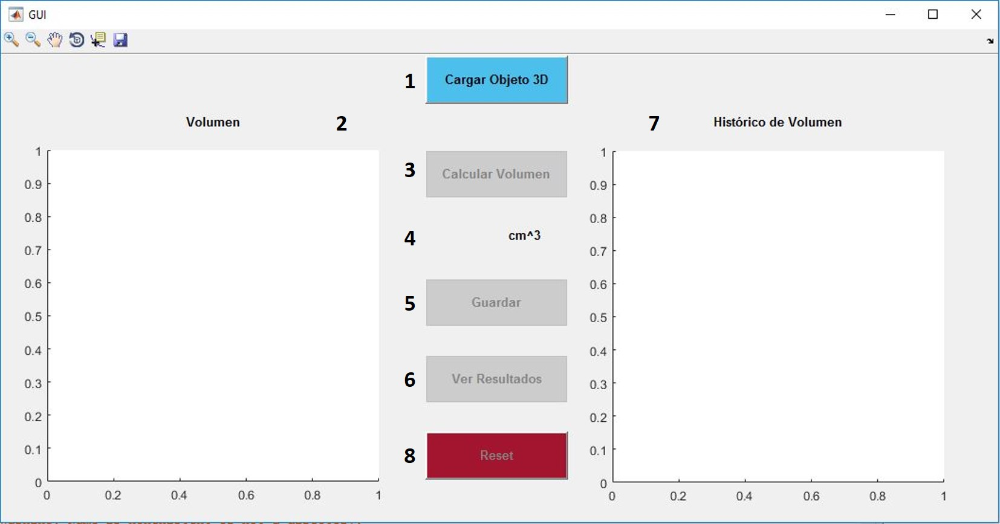 GUI
1 Cargar Objeto 3D
Volumen 2
7 Histórico de Volumen
3 Calcular Volumen
4 cm^3
5 Guardar
6 Ver Resultados
8 Reset
1
0.9
0.8
0.7
0.6
0.5
0.4
0.3
0.2
0.1
0
0 0.2 0.4 0.6 0.8 1
1
0.9
0.8
0.7
0.6
0.5
0.4
0.3
0.2
0.1
0
0 0.2 0.4 0.6 0.8 1